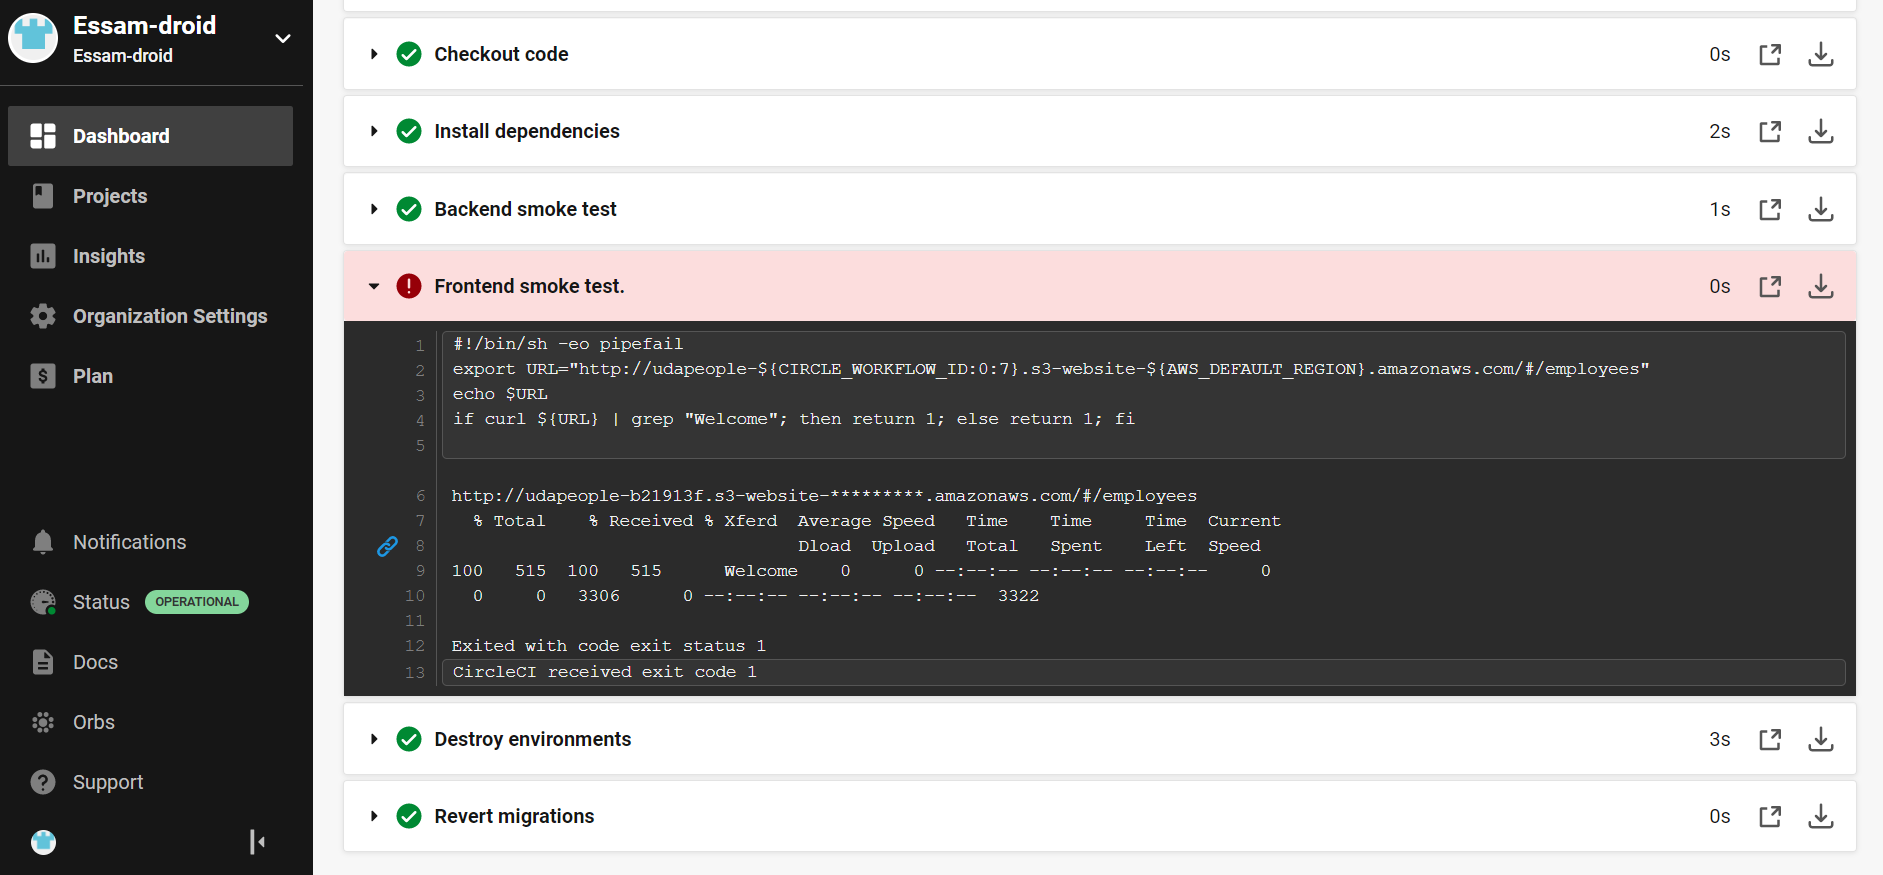 Essam-droid
Essam-droid
Dashboard
Projects
Insights
Organization Settings
Plan
Notifications
Status OPERATIONAL
Docs
Orbs
Support
Checkout code 0s
Install dependencies 2s
Backend smoke test 1s
Frontend smoke test. 0s
1 #!/bin/sh -eo pipefail
2 export URL="http://udapeople-${CIRCLE_WORKFLOW_ID:0:7}.s3-website-${AWS_DEFAULT_REGION}.amazonaws.com/#/employees"
3 echo $URL
4 if curl ${URL} | grep "Welcome"; then return 1; else return 1; fi
5
6 http://udapeople-b21913f.s3-website-*********.amazonaws.com/#/employees
7 % Total % Received % Xferd Average Speed Time Time Time Current
8 Dload Upload Total Spent Left Speed
9 100 515 100 515 Welcome 0 0 --:--:-- --:--:-- --:--:-- 0
10 0 0 3306 0 --:--:-- --:--:-- --:--:-- 3322
11
12 Exited with code exit status 1
13 CircleCI received exit code 1
Destroy environments 3s
Revert migrations 0s